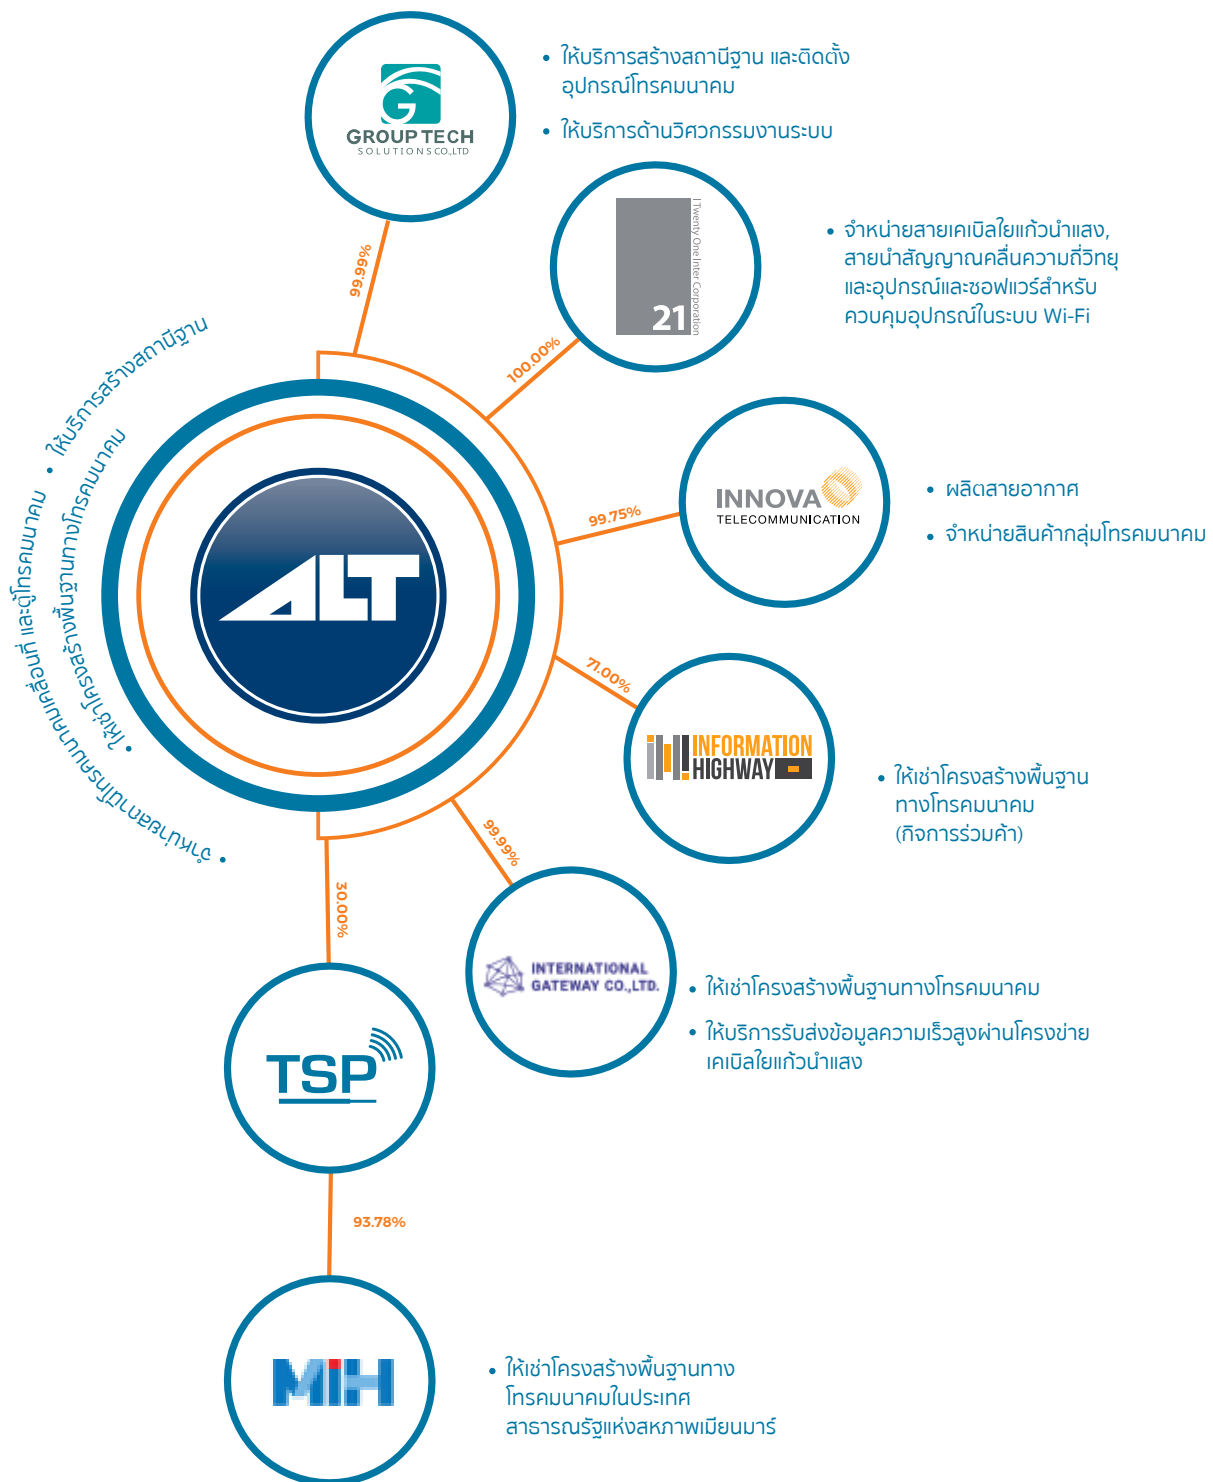 GROUP TECH
SOLUTIONS CO.,LTD
• ให้บริการสร้างสถานีฐาน และติดตั้ง
อุปกรณ์โทรคมนาคม
• ให้บริการด้านวิศวกรรมงานระบบ
99.99%
I Twenty One Inter Corporation
21
• จำหน่ายสายเคเบิลใยแก้วนำแสง,
สายนำสัญญาณคลื่นความถี่วิทยุ
และอุปกรณ์และซอฟแวร์สำหรับ
ควบคุมอุปกรณ์ในระบบ Wi-Fi
100.00%
INNOVA
TELECOMMUNICATION
• ผลิตสายอากาศ
• จำหน่ายสินค้ากลุ่มโทรคมนาคม
99.75%
• ให้บริการสร้างสถานีฐาน
• ให้เช่าโครงสร้างพื้นฐานทางโทรคมนาคม
• จำหน่ายสถานีโทรคมนาคมเคลื่อนที่ และตู้โทรคมนาคม
ALT
71.00%
INFORMATION
HIGHWAY
• ให้เช่าโครงสร้างพื้นฐาน
ทางโทรคมนาคม
(กิจการร่วมค้า)
99.99%
INTERNATIONAL
GATEWAY CO.,LTD.
• ให้เช่าโครงสร้างพื้นฐานทางโทรคมนาคม
• ให้บริการรับส่งข้อมูลความเร็วสูงผ่านโครงข่าย
เคเบิลใยแก้วนำแสง
30.00%
TSP
93.78%
MiH
• ให้เช่าโครงสร้างพื้นฐานทาง
โทรคมนาคมในประเทศ
สาธารณรัฐแห่งสหภาพเมียนมาร์